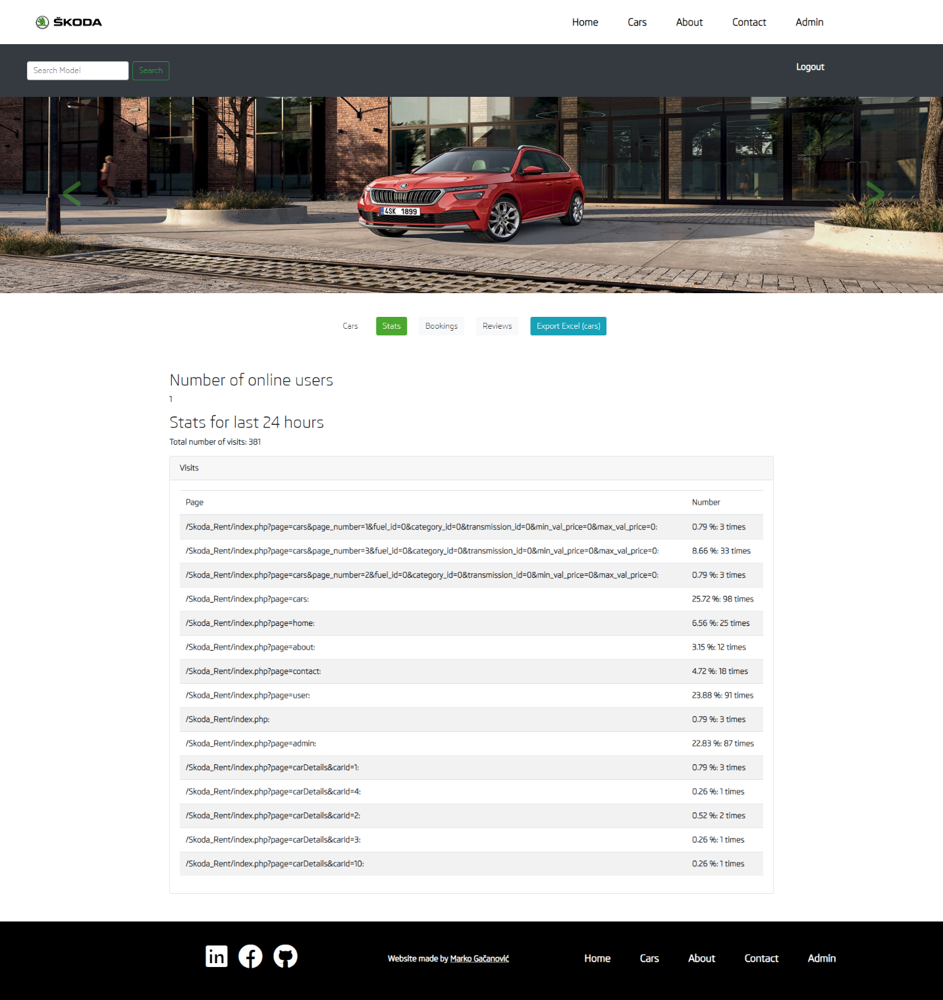 ŠKODA
Home Cars About Contact Admin
Search Model Search Logout
4SK 1899
Cars Stats Bookings Reviews Export Excel (cars)
Number of online users
1
Stats for last 24 hours
Total number of visits: 381
Visits
Page Number
/Skoda_Rent/index.php?page=cars&page_number=1&fuel_id=0&category_id=0&transmission_id=0&min_val_price=0&max_val_price=0: 0.79 %: 3 times
/Skoda_Rent/index.php?page=cars&page_number=3&fuel_id=0&category_id=0&transmission_id=0&min_val_price=0&max_val_price=0: 8.66 %: 33 times
/Skoda_Rent/index.php?page=cars&page_number=2&fuel_id=0&category_id=0&transmission_id=0&min_val_price=0&max_val_price=0: 0.79 %: 3 times
/Skoda_Rent/index.php?page=cars: 25.72 %: 98 times
/Skoda_Rent/index.php?page=home: 6.56 %: 25 times
/Skoda_Rent/index.php?page=about: 3.15 %: 12 times
/Skoda_Rent/index.php?page=contact: 4.72 %: 18 times
/Skoda_Rent/index.php?page=user: 23.88 %: 91 times
/Skoda_Rent/index.php: 0.79 %: 3 times
/Skoda_Rent/index.php?page=admin: 22.83 %: 87 times
/Skoda_Rent/index.php?page=carDetails&carId=1: 0.79 %: 3 times
/Skoda_Rent/index.php?page=carDetails&carId=4: 0.26 %: 1 times
/Skoda_Rent/index.php?page=carDetails&carId=2: 0.52 %: 2 times
/Skoda_Rent/index.php?page=carDetails&carId=3: 0.26 %: 1 times
/Skoda_Rent/index.php?page=carDetails&carId=10: 0.26 %: 1 times
in Website made by Marko Gačanović Home Cars About Contact Admin